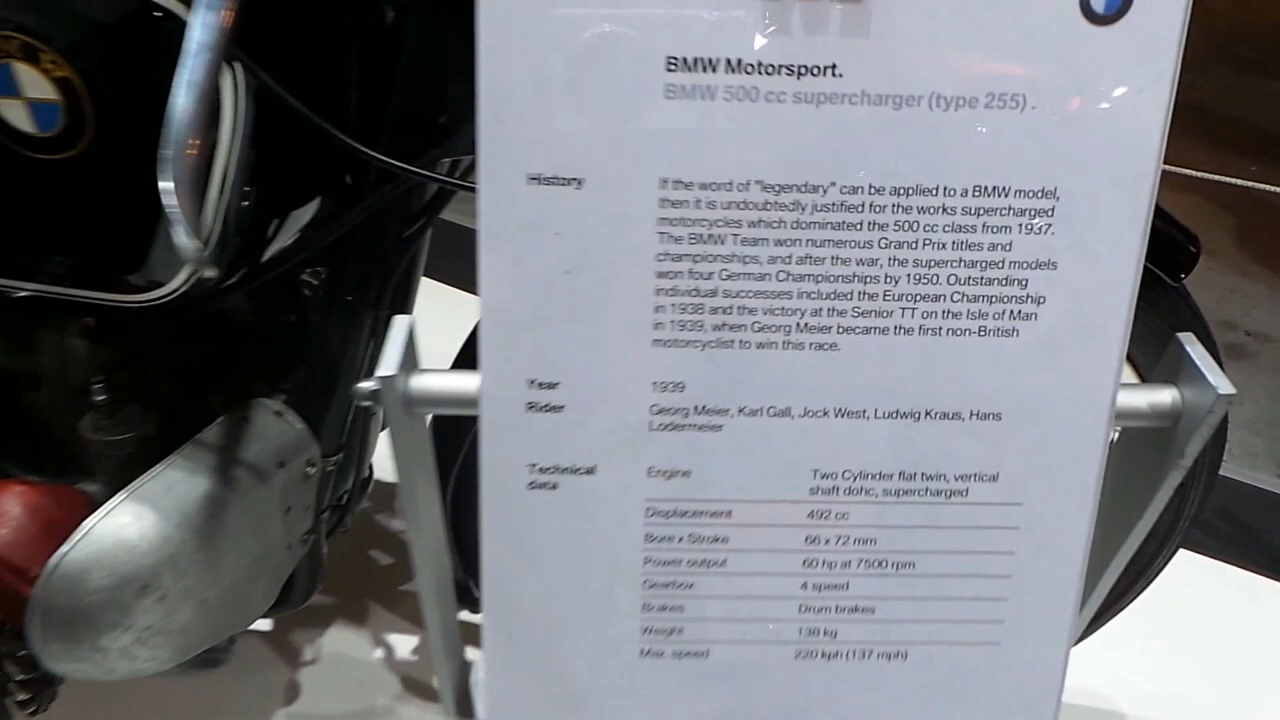 BMW Motorsport.
BMW 500 cc supercharger (type 255).
History
If the word of "legendary" can be applied to a BMW model,
then it is undoubtedly justified for the works supercharged
motorcycles which dominated the 500 cc class from 1937.
The BMW Team won numerous Grand Prix titles and
championships, and after the war, the supercharged models
won four German Championships by 1950. Outstanding
individual successes included the European Championship
in 1938 and the victory at the Senior TT on the Isle of Man
in 1939, when Georg Meier became the first non-British
motorcyclist to win this race.
Year 1939
Rider Georg Meier, Karl Gall, Jock West, Ludwig Kraus, Hans
Lodermeier
Technical
data
Engine Two Cylinder flat twin, vertical
shaft dohc, supercharged
Displacement 492 cc
Bore x Stroke 66 x 72 mm
Power output 60 hp at 7500 rpm
Gearbox 4 speed
Brakes Drum brakes
Weight 138 kg
Max. speed 220 kph (137 mph)